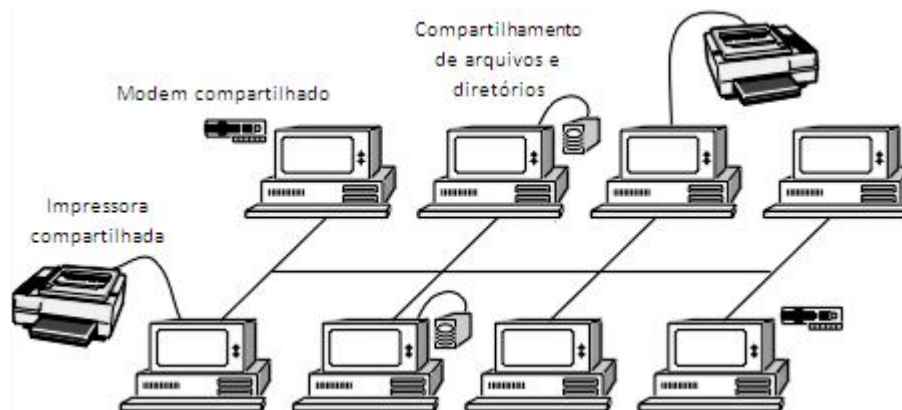 Compartilhamento
de arquivos e
diretórios
Modem compartilhado
Impressora
compartilhada